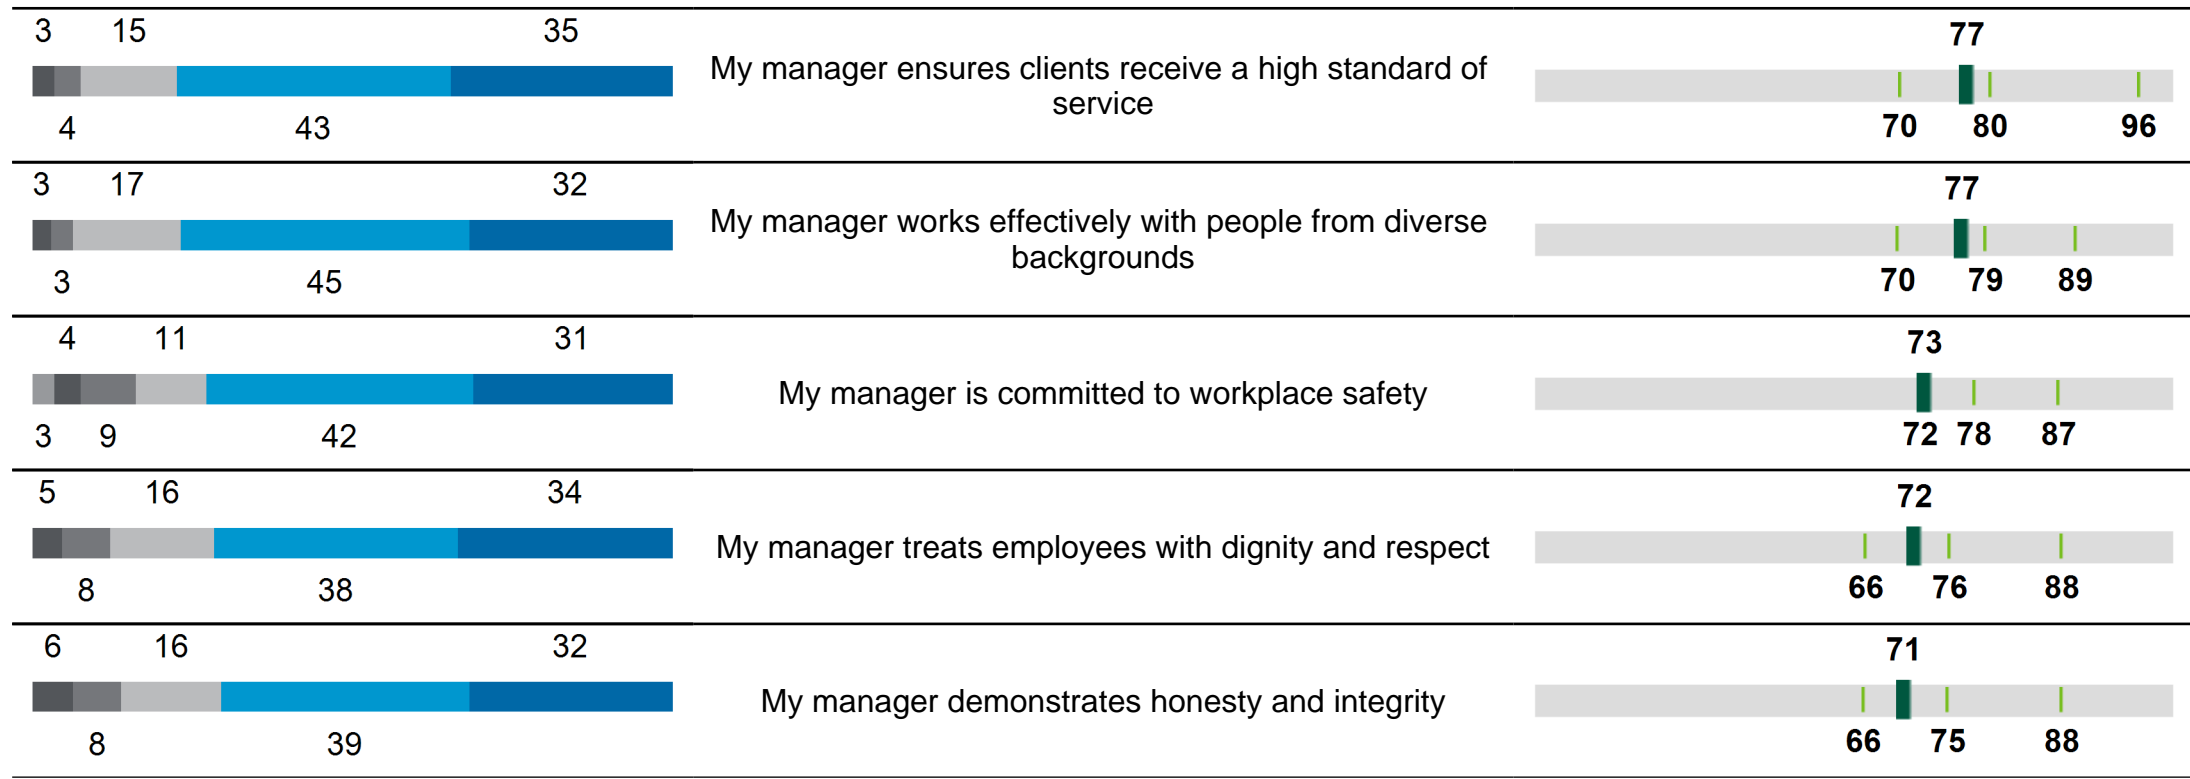 3 15 35
77
My manager ensures clients receive a high standard of
service
4 43
70 80 96
3 17 32
77
My manager works effectively with people from diverse
backgrounds
3 45
70 79 89
4 11 31
73
My manager is committed to workplace safety
3 9 42
72 78 87
5 16 34
72
My manager treats employees with dignity and respect
8 38
66 76 88
6 16 32
71
My manager demonstrates honesty and integrity
8 39
66 75 88